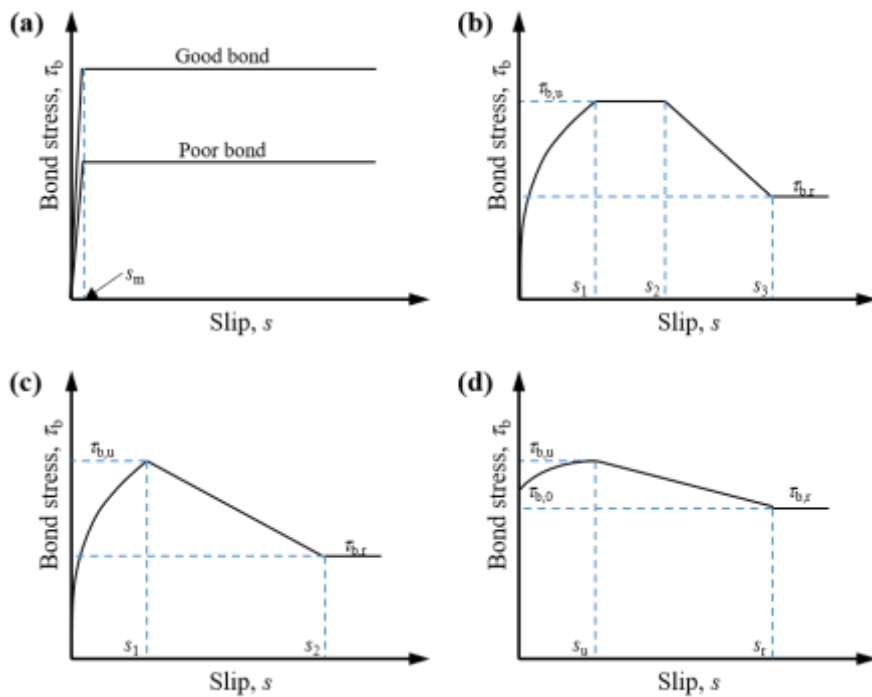 (a)
Bond stress, τb
Good bond
Poor bond
sm
Slip, s
(b)
Bond stress, τb
τb,u
τb,r
s1
s2
s3
Slip, s
(c)
Bond stress, τb
τb,u
τb,r
s1
s2
Slip, s
(d)
Bond stress, τb
τb,u
τb,0
τb,r
su
sr
Slip, s